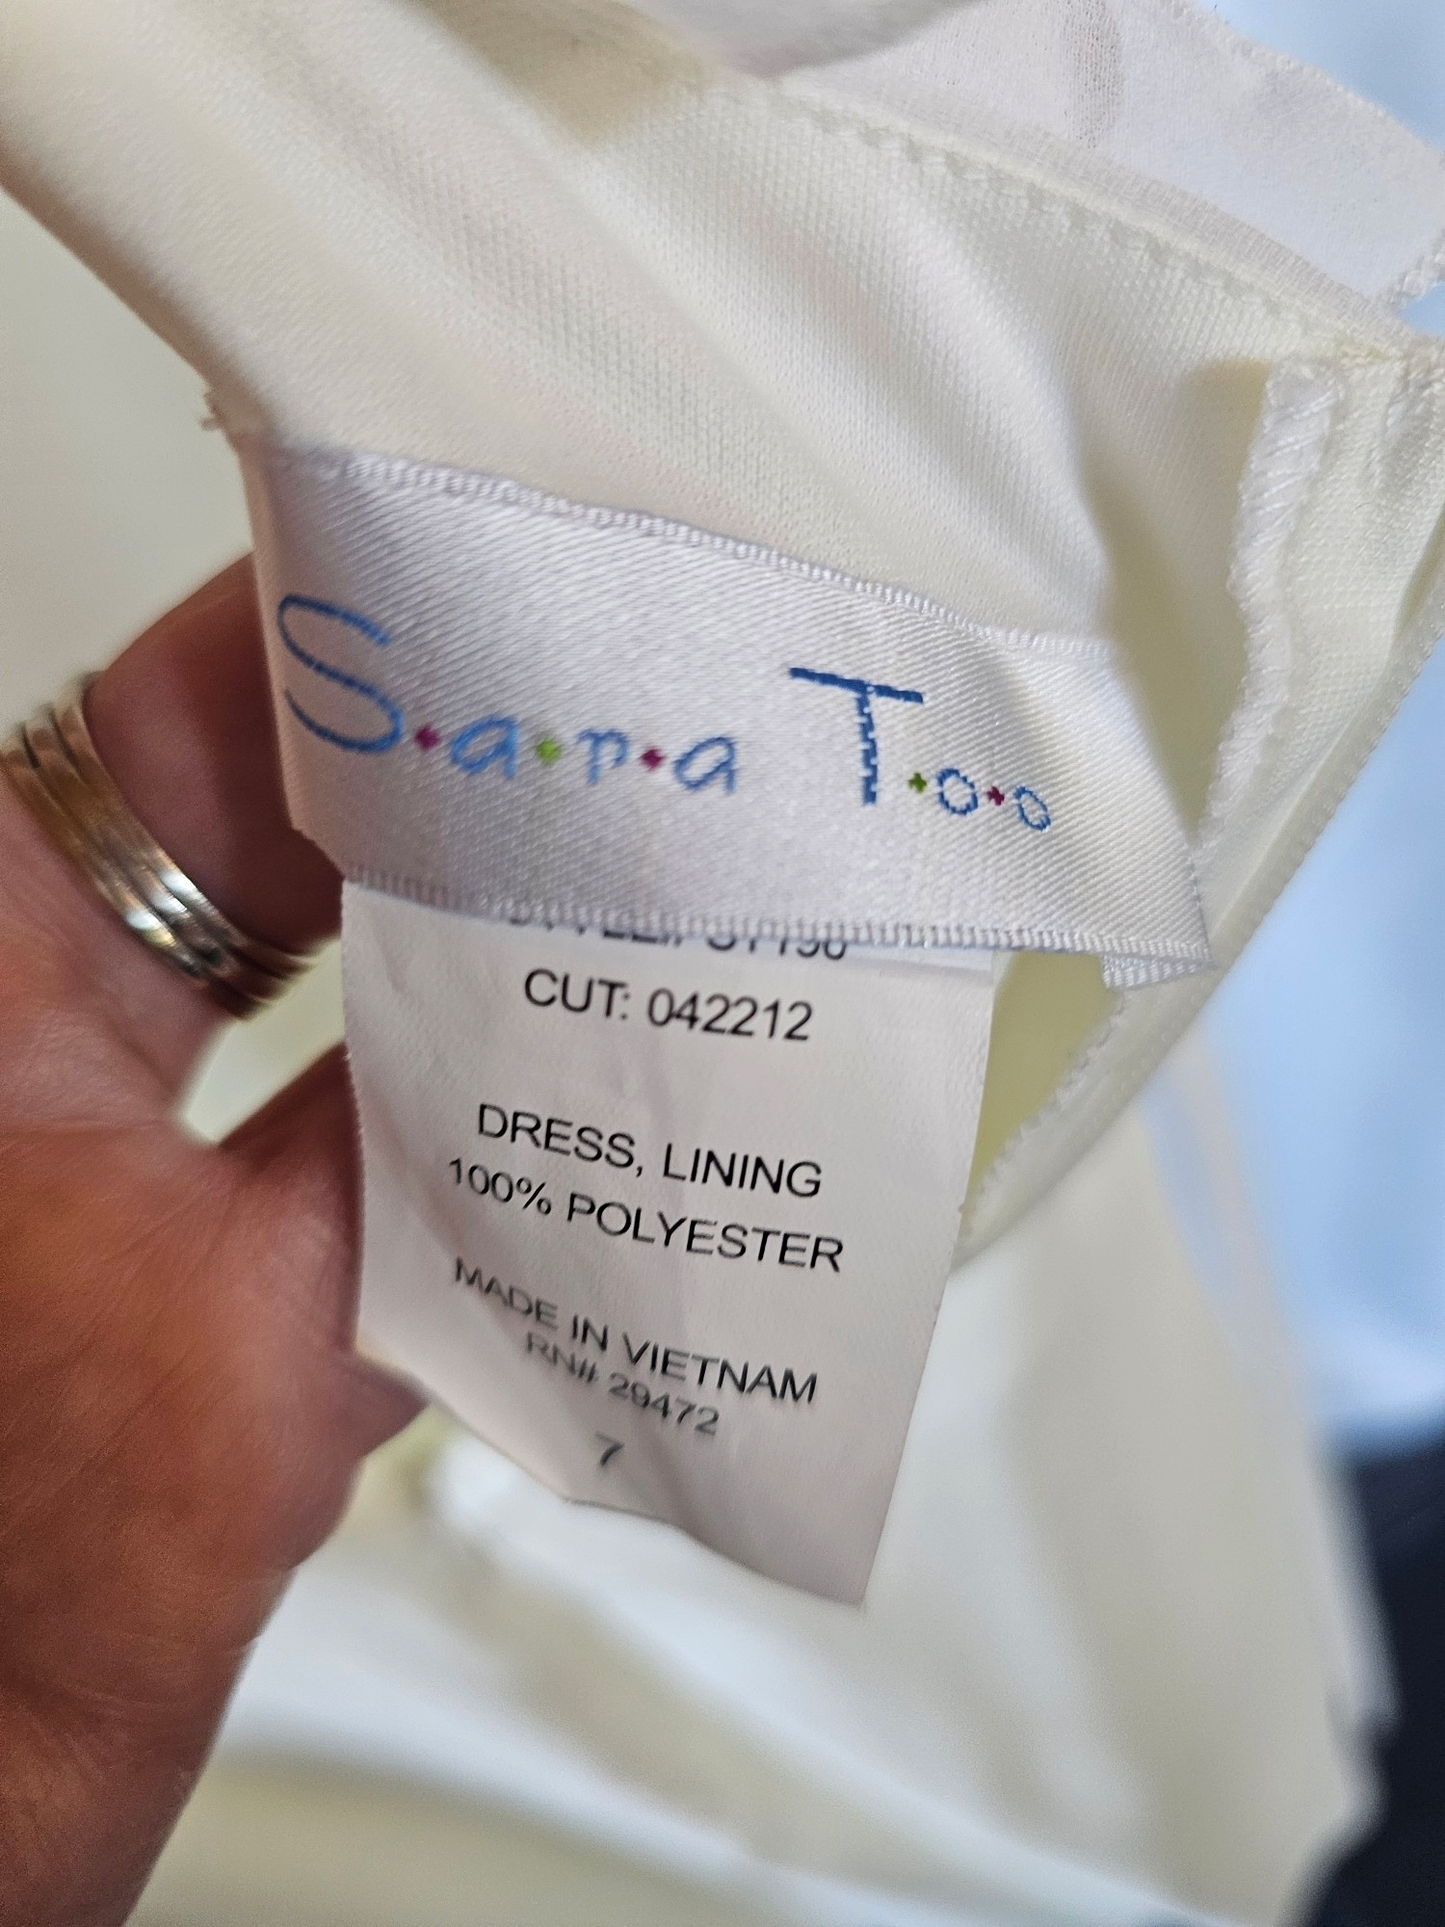 S·a·r·a T·o·o
CUT: 042212
DRESS, LINING
100% POLYESTER
MADE IN VIETNAM
RN# 29472
7